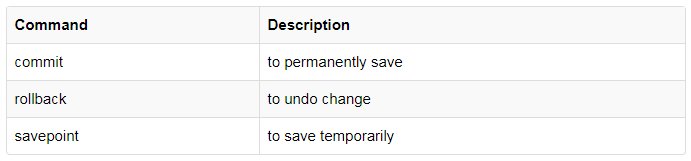 Command Description
commit to permanently save
rollback to undo change
savepoint to save temporarily